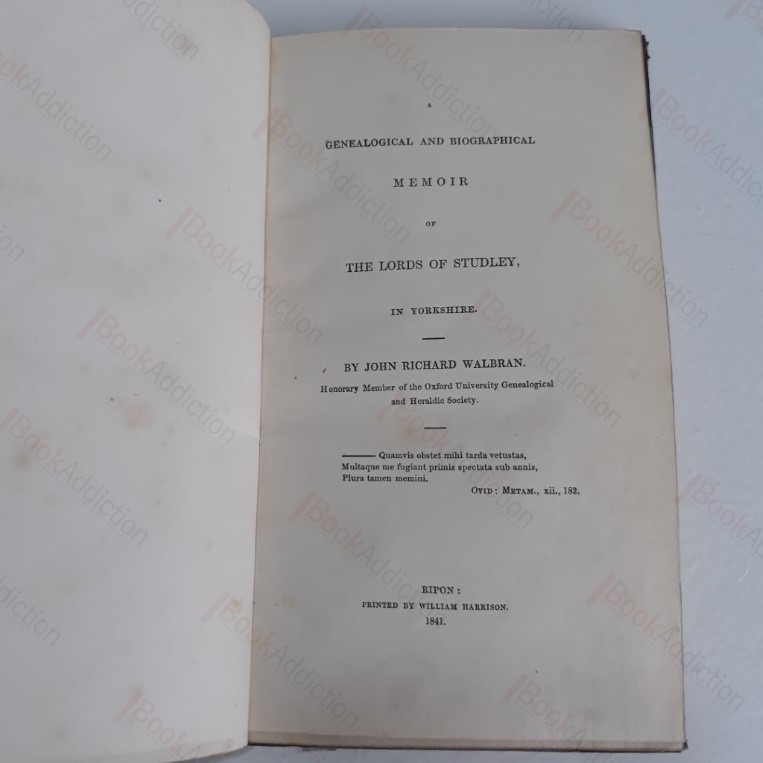 A
GENEALOGICAL AND BIOGRAPHICAL
MEMOIR
OF
THE LORDS OF STUDLEY,
IN YORKSHIRE.
BY JOHN RICHARD WALBRAN.
Honorary Member of the Oxford University Genealogical
and Heraldic Society.
——— Quamvis obstet mihi tarda vetustas,
Multaque me fugiant primis spectata sub annis,
Plura tamen memini.
OVID: METAM., xii., 182.
RIPON:
PRINTED BY WILLIAM HARRISON.
1841.
BookAddiction